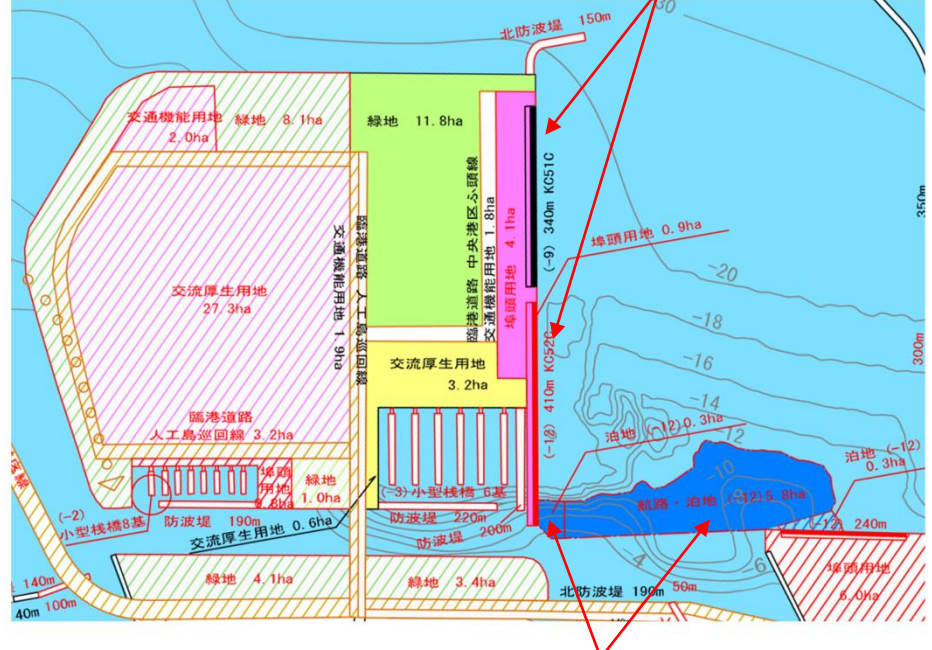 -30
北防波堤 150m
交通機能用地
2.0ha
緑地 8.1ha
緑地 11.8ha
350m
(-9) 340m KC51C
埠頭用地 4.1ha
臨港道路 中央港区ふ頭線
交通機能用地 1.8ha
埠頭用地 0.9ha
臨港道路 人工島巡回線
交通機能用地 1.9ha
交流厚生用地
27.3ha
-20
-18
-16
-14
-12
-10
300m
交流厚生用地
3.2ha
(-12) 410m KC52C
臨港道路
人工島巡回線 3.2ha
泊地 (-12)0.3ha
泊地 (-12)
0.3ha
埠頭
用地
緑地
1.0ha
(-3)小型桟橋 6基
航路・泊地 (-12)5.8ha
(-2)
小型桟橋8基
防波堤 190m
防波堤 220m
防波堤 200m
(-12) 240m
交流厚生用地 0.6ha
-4
6
埠頭用地
6.0ha
緑地 4.1ha
緑地 3.4ha
北防波堤 190m
50m
140m
40m 100m